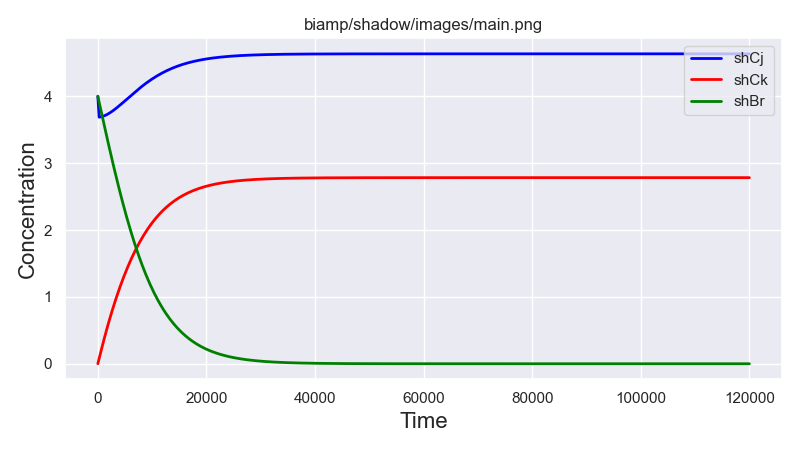 biamp/shadow/images/main.png
shCj
shCk
shBr
Concentration
4
3
2
1
0
0 20000 40000 60000 80000 100000 120000
Time